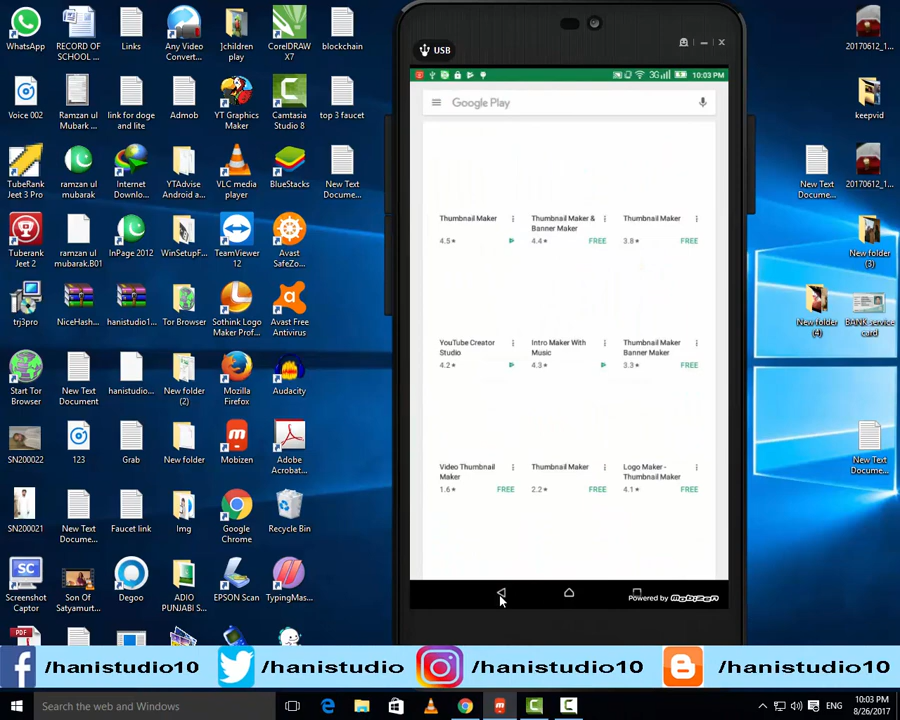 WhatsApp
RECORD OF
SCHOOL ...
Links
Any Video
Convert...
]children
play
CorelDRAW
X7
blockchain
Voice 002
Ramzan ul
Mubark ...
link for doge
and lite
Admob
YT Graphics
Maker
Camtasia
Studio 8
top 3 faucet
TubeRank
Jeet 3 Pro
ramzan ul
mubarak
Internet
Downlo...
YTAdvise
Android a...
VLC media
player
BlueStacks
New Text
Docume...
Tuberank
Jeet 2
ramzan ul
mubarak.B01
InPage 2012
WinSetupF...
TeamViewer
12
Avast
SafeZo...
trj3pro
NiceHash...
hanistudio1...
Tor Browser
Sothink Logo
Maker Prof...
Avast Free
Antivirus
Start Tor
Browser
New Text
Document
hanistudio...
New folder
(2)
Mozilla
Firefox
Audacity
SN200022
123
Grab
New folder
Mobizen
Adobe
Acrobat...
SN200021
New Text
Docum...
Faucet link
Img
Google
Chrome
Recycle Bin
SC
Screenshot
Captor
Son Of
Satyamurt...
Degoo
ADIO
PUNJABI S...
EPSON Scan
TypingMas...
PDF
USB
3G
10:03 PM
Google Play
Thumbnail Maker
4.5★
Thumbnail Maker &
Banner Maker
4.4★ FREE
Thumbnail Maker
3.8★ FREE
YouTube Creator
Studio
4.2★
Intro Maker With
Music
4.3★
Thumbnail Maker
Banner Maker
3.3★ FREE
Video Thumbnail
Maker
1.6★ FREE
Thumbnail Maker
2.2★ FREE
Logo Maker -
Thumbnail Maker
4.1★ FREE
Powered by Mobizen
20170612_1...
keepvid
New Text
Docume...
20170612_1...
New folder
(3)
New folder
(4)
BANK service
card
New Text
Docume...
/hanistudio10
/hanistudio
/hanistudio10
/hanistudio10
Search the web and Windows
ENG
10:03 PM
8/26/2017